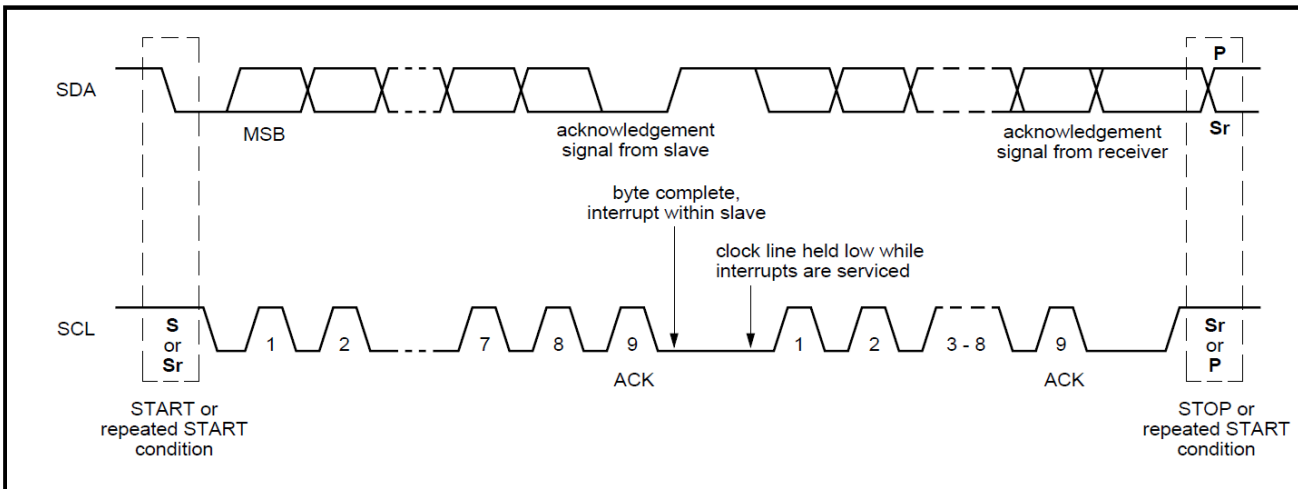 P
SDA
MSB
acknowledgement
signal from slave
acknowledgement
signal from receiver
Sr
byte complete,
interrupt within slave
clock line held low while
interrupts are serviced
SCL
S
or
Sr
1
2
7
8
9
1
2
3 - 8
9
Sr
or
P
ACK
ACK
START or
repeated START
condition
STOP or
repeated START
condition